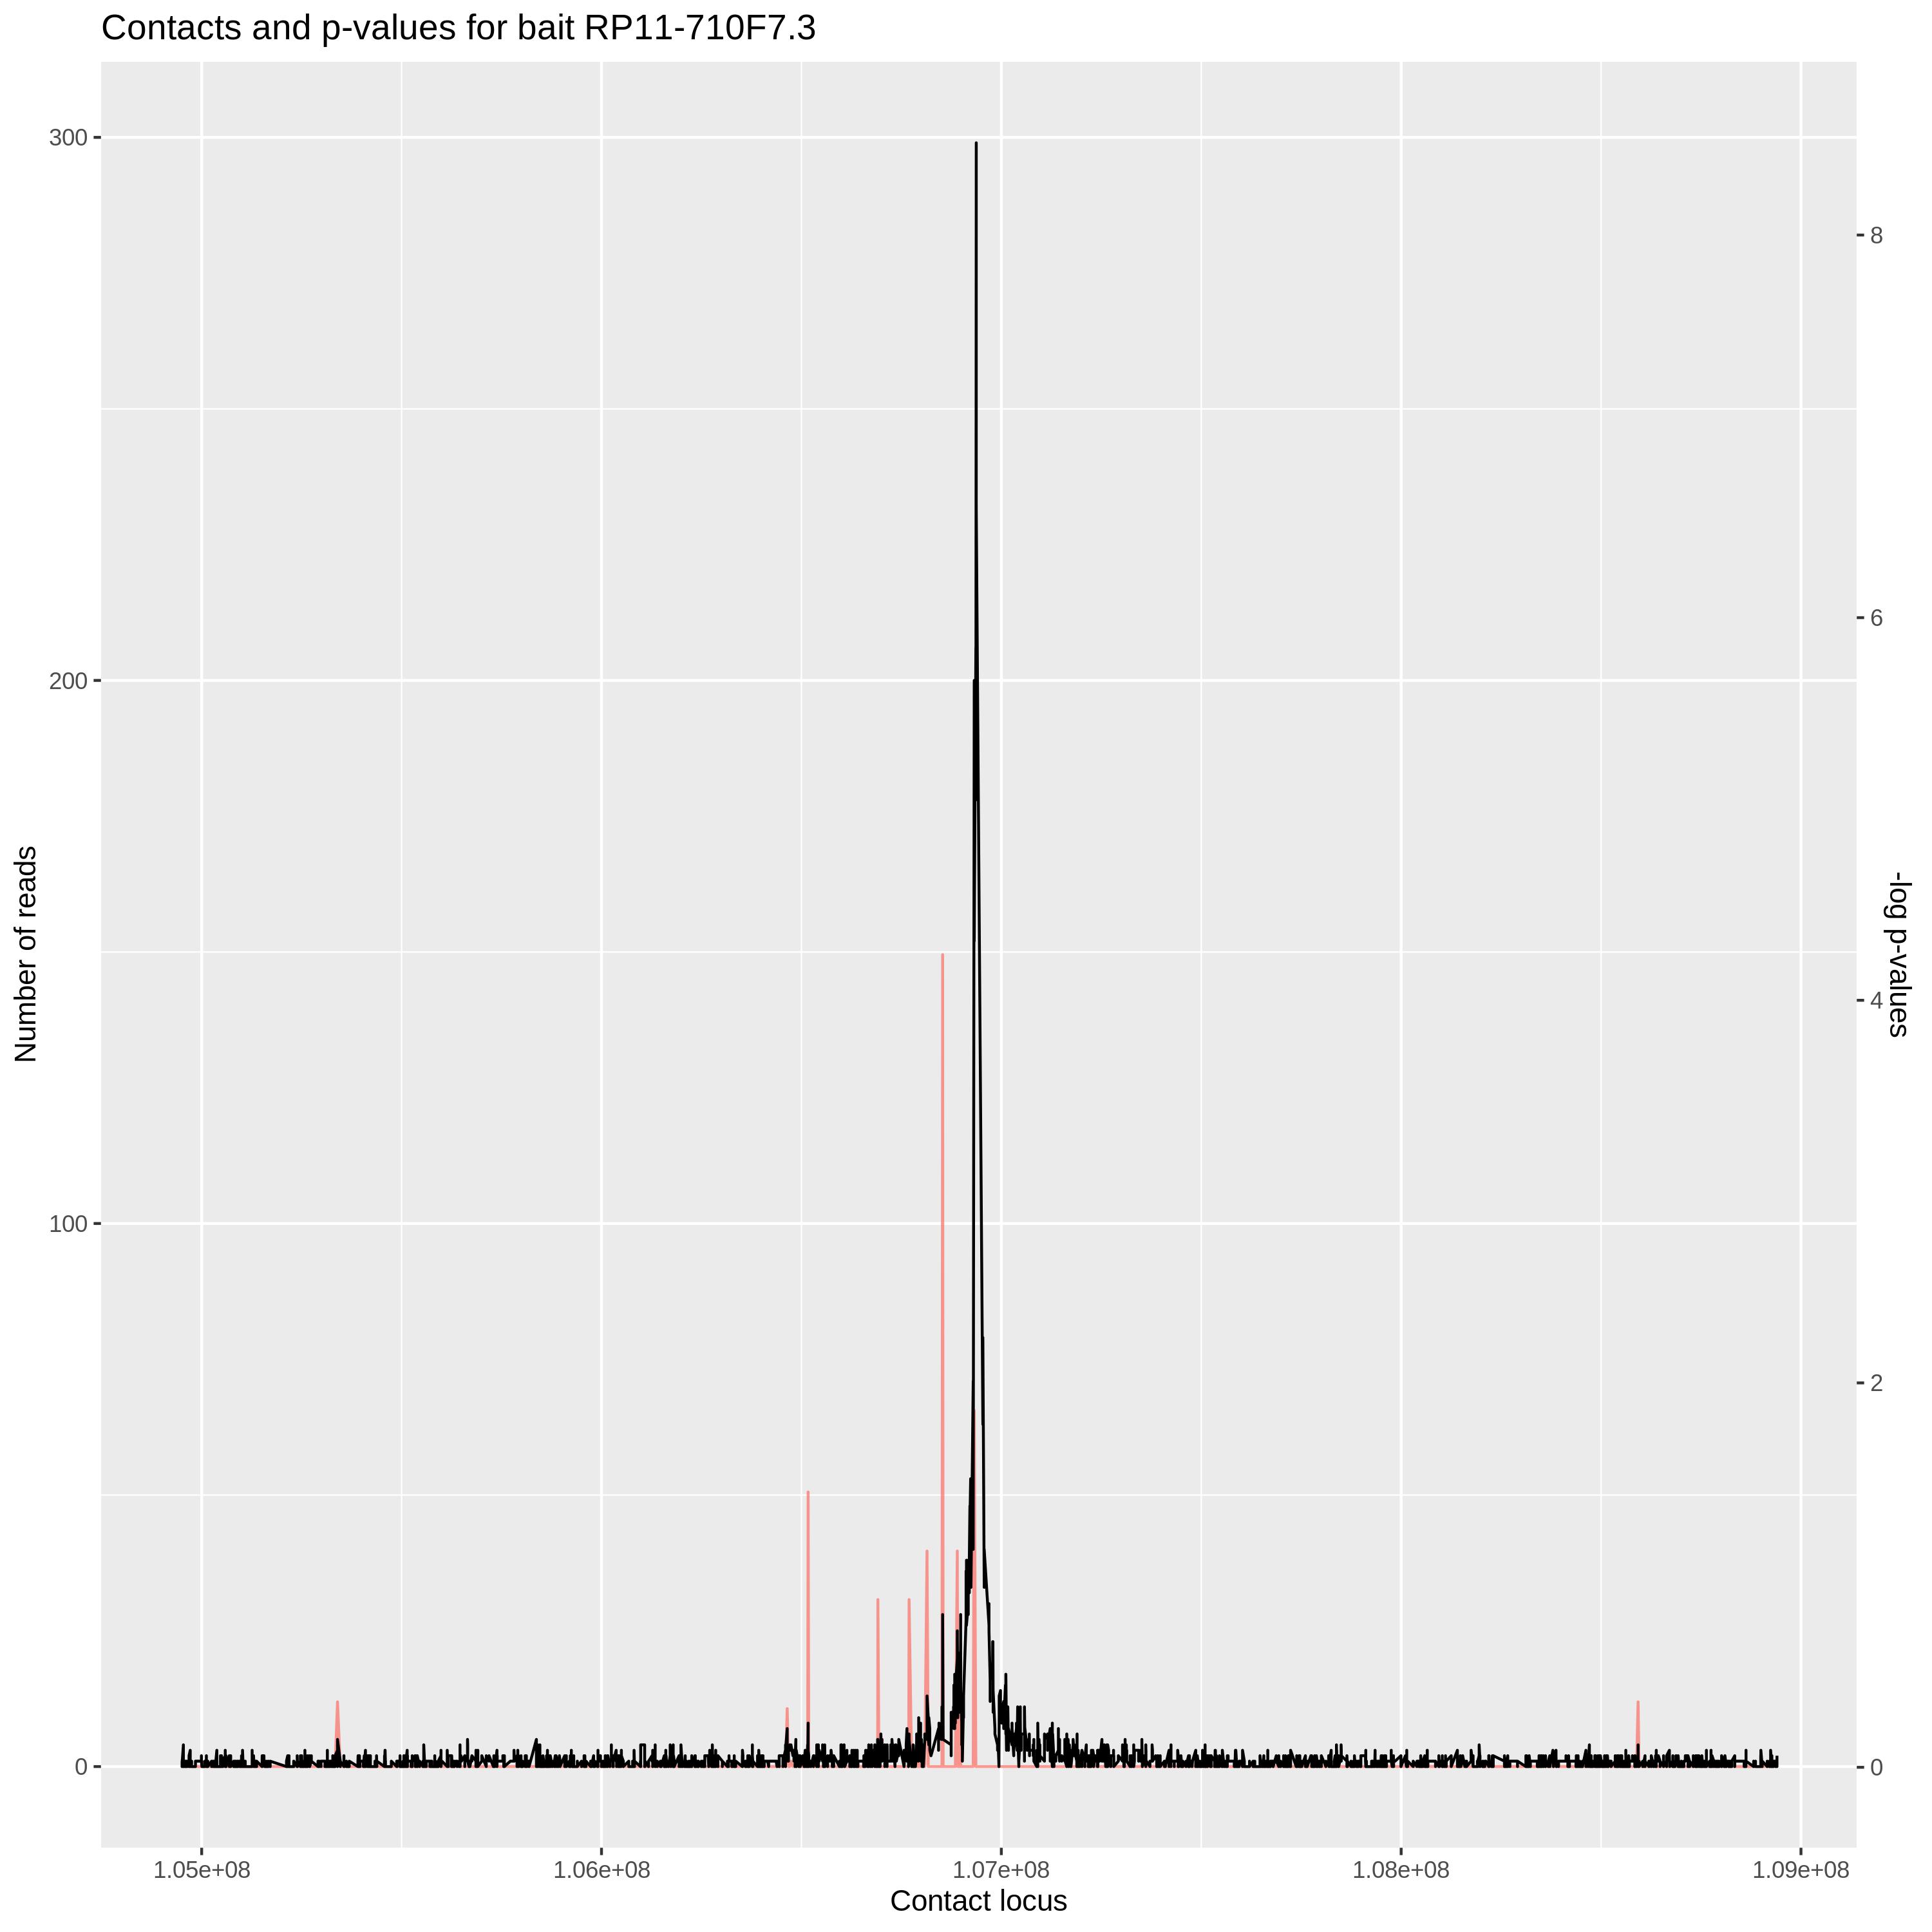 Contacts and p-values for bait RP11-710F7.3
300
200
100
0
Number of reads
8
6
4
2
0
-log p-values
1.05e+08
1.06e+08
1.07e+08
1.08e+08
1.09e+08
Contact locus